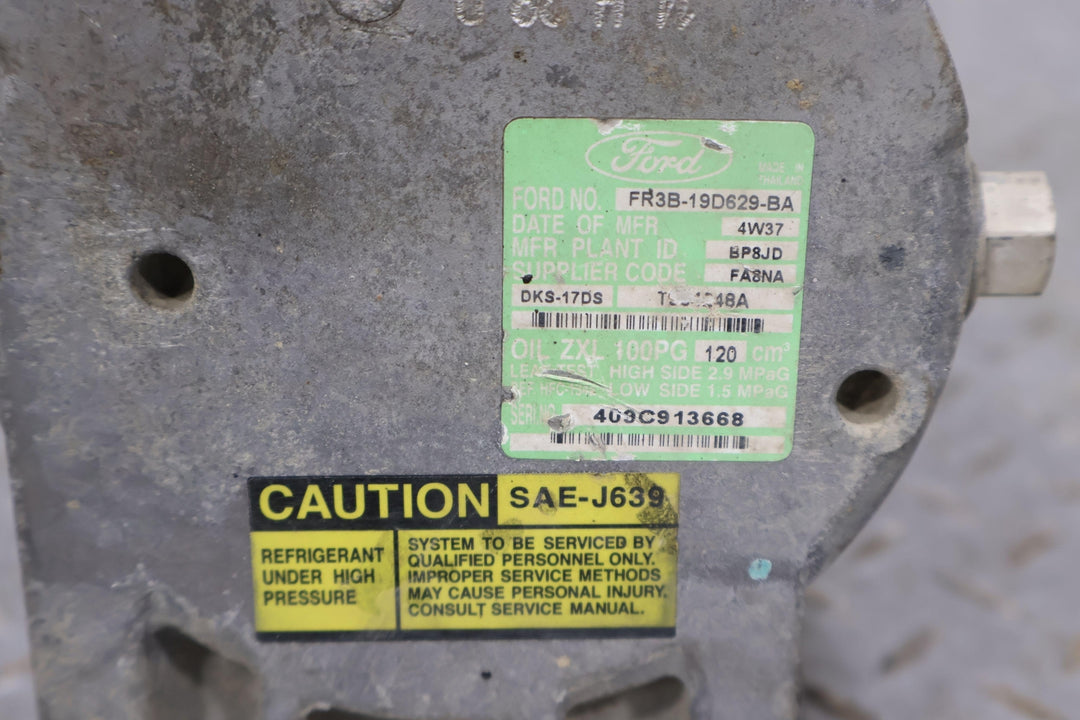 Ford
MADE IN
THAILAND
FORD NO. FR3B-19D629-BA
DATE OF MFR 4W37
MFR PLANT ID BP8JD
SUPPLIER CODE FA8NA
DKS-17DS
OIL ZXL 100PG 120 cm³
LEAK TEST HIGH SIDE 2.9 MPaG
LOW SIDE 1.5 MPaG
409C913668
CAUTION SAE-J639
REFRIGERANT
UNDER HIGH
PRESSURE
SYSTEM TO BE SERVICED BY
QUALIFIED PERSONNEL ONLY.
IMPROPER SERVICE METHODS
MAY CAUSE PERSONAL INJURY.
CONSULT SERVICE MANUAL.